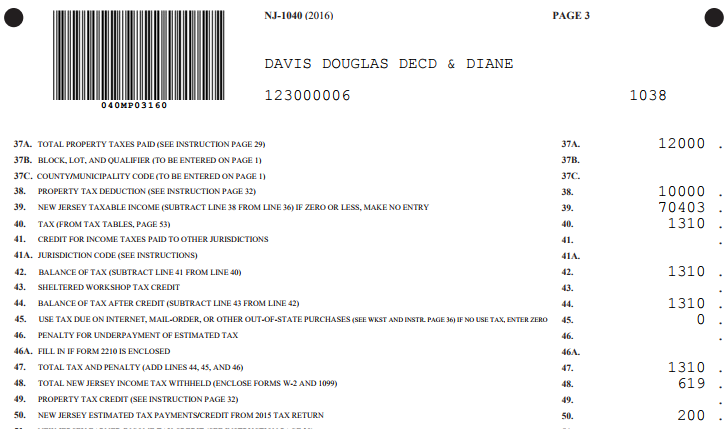 NJ-1040 (2016) PAGE 3
DAVIS DOUGLAS DECD & DIANE
123000006 1038
040MP03160
37A. TOTAL PROPERTY TAXES PAID (SEE INSTRUCTION PAGE 29) 37A. 12000 .
37B. BLOCK, LOT, AND QUALIFIER (TO BE ENTERED ON PAGE 1) 37B.
37C. COUNTY/MUNICIPALITY CODE (TO BE ENTERED ON PAGE 1) 37C.
38. PROPERTY TAX DEDUCTION (SEE INSTRUCTION PAGE 32) 38. 10000 .
39. NEW JERSEY TAXABLE INCOME (SUBTRACT LINE 38 FROM LINE 36) IF ZERO OR LESS, MAKE NO ENTRY 39. 70403 .
40. TAX (FROM TAX TABLES, PAGE 53) 40. 1310 .
41. CREDIT FOR INCOME TAXES PAID TO OTHER JURISDICTIONS 41. .
41A. JURISDICTION CODE (SEE INSTRUCTIONS) 41A.
42. BALANCE OF TAX (SUBTRACT LINE 41 FROM LINE 40) 42. 1310 .
43. SHELTERED WORKSHOP TAX CREDIT 43. .
44. BALANCE OF TAX AFTER CREDIT (SUBTRACT LINE 43 FROM LINE 42) 44. 1310 .
45. USE TAX DUE ON INTERNET, MAIL-ORDER, OR OTHER OUT-OF-STATE PURCHASES (SEE WKST AND INSTR. PAGE 36) IF NO USE TAX, ENTER ZERO 45. 0 .
46. PENALTY FOR UNDERPAYMENT OF ESTIMATED TAX 46. .
46A. FILL IN IF FORM 2210 IS ENCLOSED 46A.
47. TOTAL TAX AND PENALTY (ADD LINES 44, 45, AND 46) 47. 1310 .
48. TOTAL NEW JERSEY INCOME TAX WITHHELD (ENCLOSE FORMS W-2 AND 1099) 48. 619 .
49. PROPERTY TAX CREDIT (SEE INSTRUCTION PAGE 32) 49. .
50. NEW JERSEY ESTIMATED TAX PAYMENTS/CREDIT FROM 2015 TAX RETURN 50. 200 .